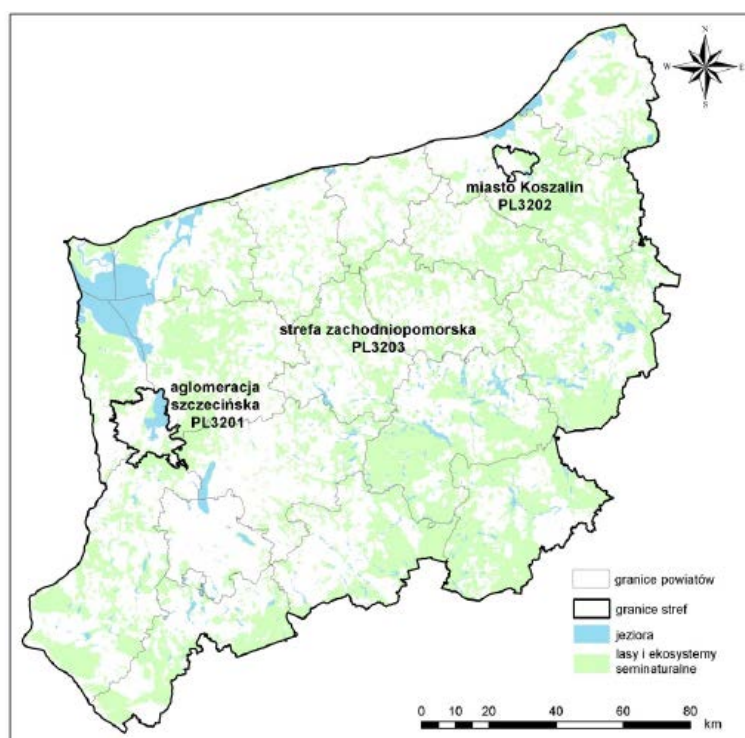 N
W E
S
miasto Koszalin
PL3202
strefa zachodniopomorska
PL3203
aglomeracja
szczecińska
PL3201
granice powiatów
granice stref
jeziora
lasy i ekosystemy
seminaturalne
0 10 20 40 60 80
km